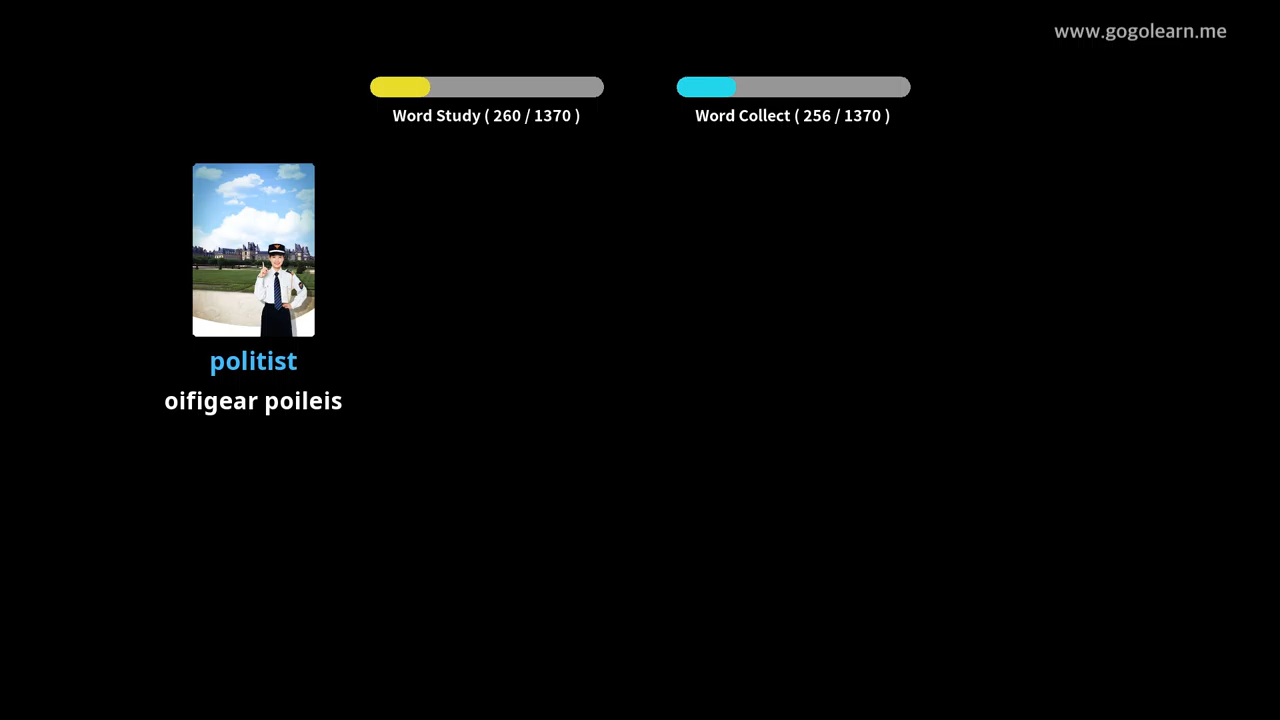 www.gogolearn.me
Word Study ( 260 / 1370 )
Word Collect ( 256 / 1370 )
politist
oifigear poileis